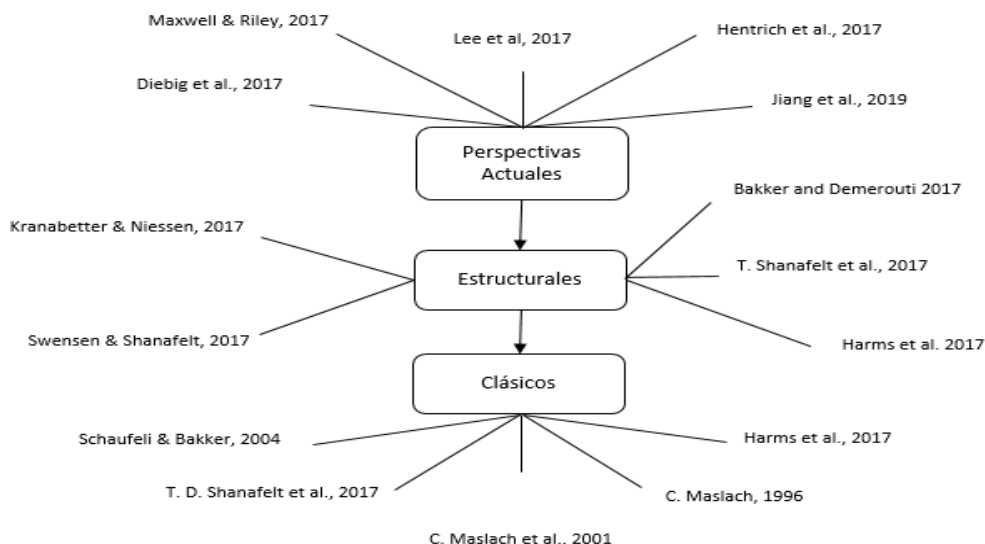 Maxwell & Riley, 2017
Lee et al, 2017
Hentrich et al., 2017
Diebig et al., 2017
Jiang et al., 2019
Perspectivas
Actuales
Bakker and Demerouti 2017
Kranabetter & Niessen, 2017
T. Shanafelt et al., 2017
Estructurales
Swensen & Shanafelt, 2017
Harms et al. 2017
Clásicos
Schaufeli & Bakker, 2004
Harms et al., 2017
T. D. Shanafelt et al., 2017
C. Maslach, 1996
C. Maslach et al., 2001